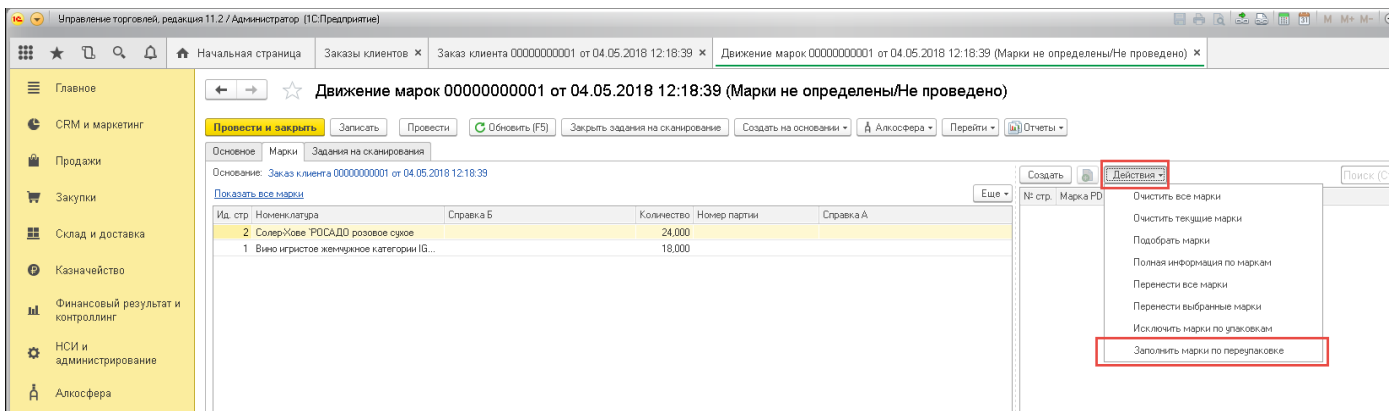 Управление торговлей, редакция 11.2 / Администратор (1С:Предприятие)
M M+ M-
Начальная страница
Заказы клиентов ×
Заказ клиента 00000000001 от 04.05.2018 12:18:39 ×
Движение марок 00000000001 от 04.05.2018 12:18:39 (Марки не определены/Не проведено) ×
Главное
CRM и маркетинг
Продажи
Закупки
Склад и доставка
Казначейство
Финансовый результат и
контроллинг
НСИ и
администрирование
Алкосфера
Движение марок 00000000001 от 04.05.2018 12:18:39 (Марки не определены/Не проведено)
Провести и закрыть Записать Провести Обновить (F5) Закрыть задания на сканирование Создать на основании Алкосфера Перейти Отчеты
Основное Марки Задания на сканирования
Основание: Заказ клиента 00000000001 от 04.05.2018 12:18:39
Показать все марки
Еще
Ид. стр Номенклатура Справка Б Количество Номер партии Справка А
2 Солер-Хове 'РОСАДО розовое сухое 24,000
1 Вино игристое жемчужное категории IG... 18,000
Создать Действия Поиск (C
№ стр. Марка PD
Очистить все марки
Очистить текущие марки
Подобрать марки
Полная информация по маркам
Перенести все марки
Перенести выбранные марки
Исключить марки по упаковкам
Заполнить марки по переупаковке